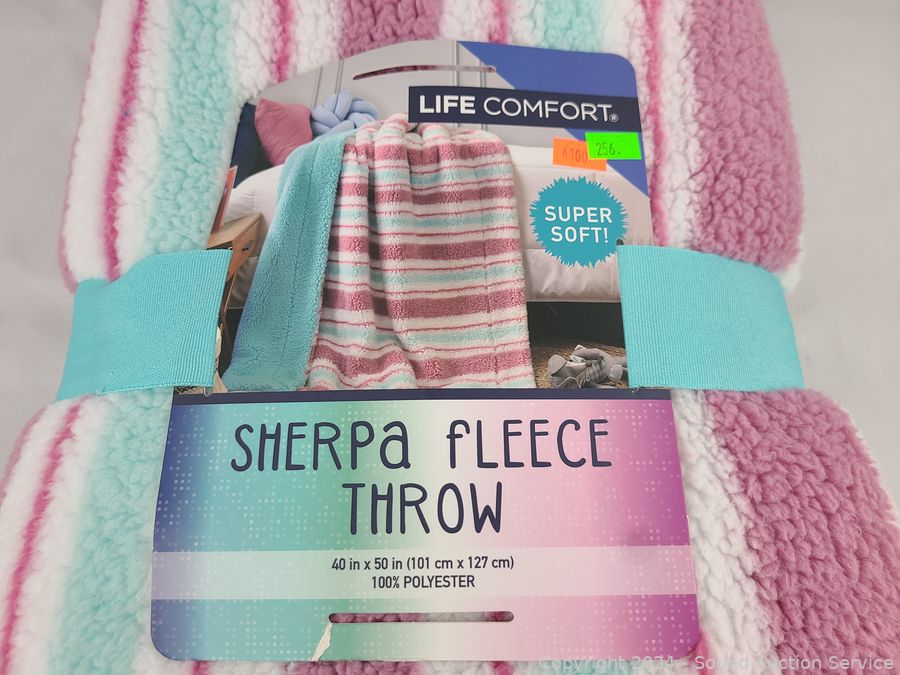 LIFE COMFORT®
4100
256.
SUPER
SOFT!
SHERPA FLEECE
THROW
40 in x 50 in (101 cm x 127 cm)
100% POLYESTER
Copyright 2024 - Sound Auction Service